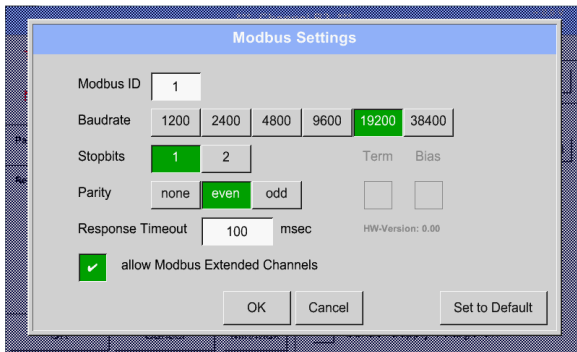 Modbus Settings
Modbus ID 1
Baudrate 1200 2400 4800 9600 19200 38400
Stopbits 1 2 Term Bias
Parity none even odd
Response Timeout 100 msec HW-Version: 0.00
✔ allow Modbus Extended Channels
OK Cancel Set to Default